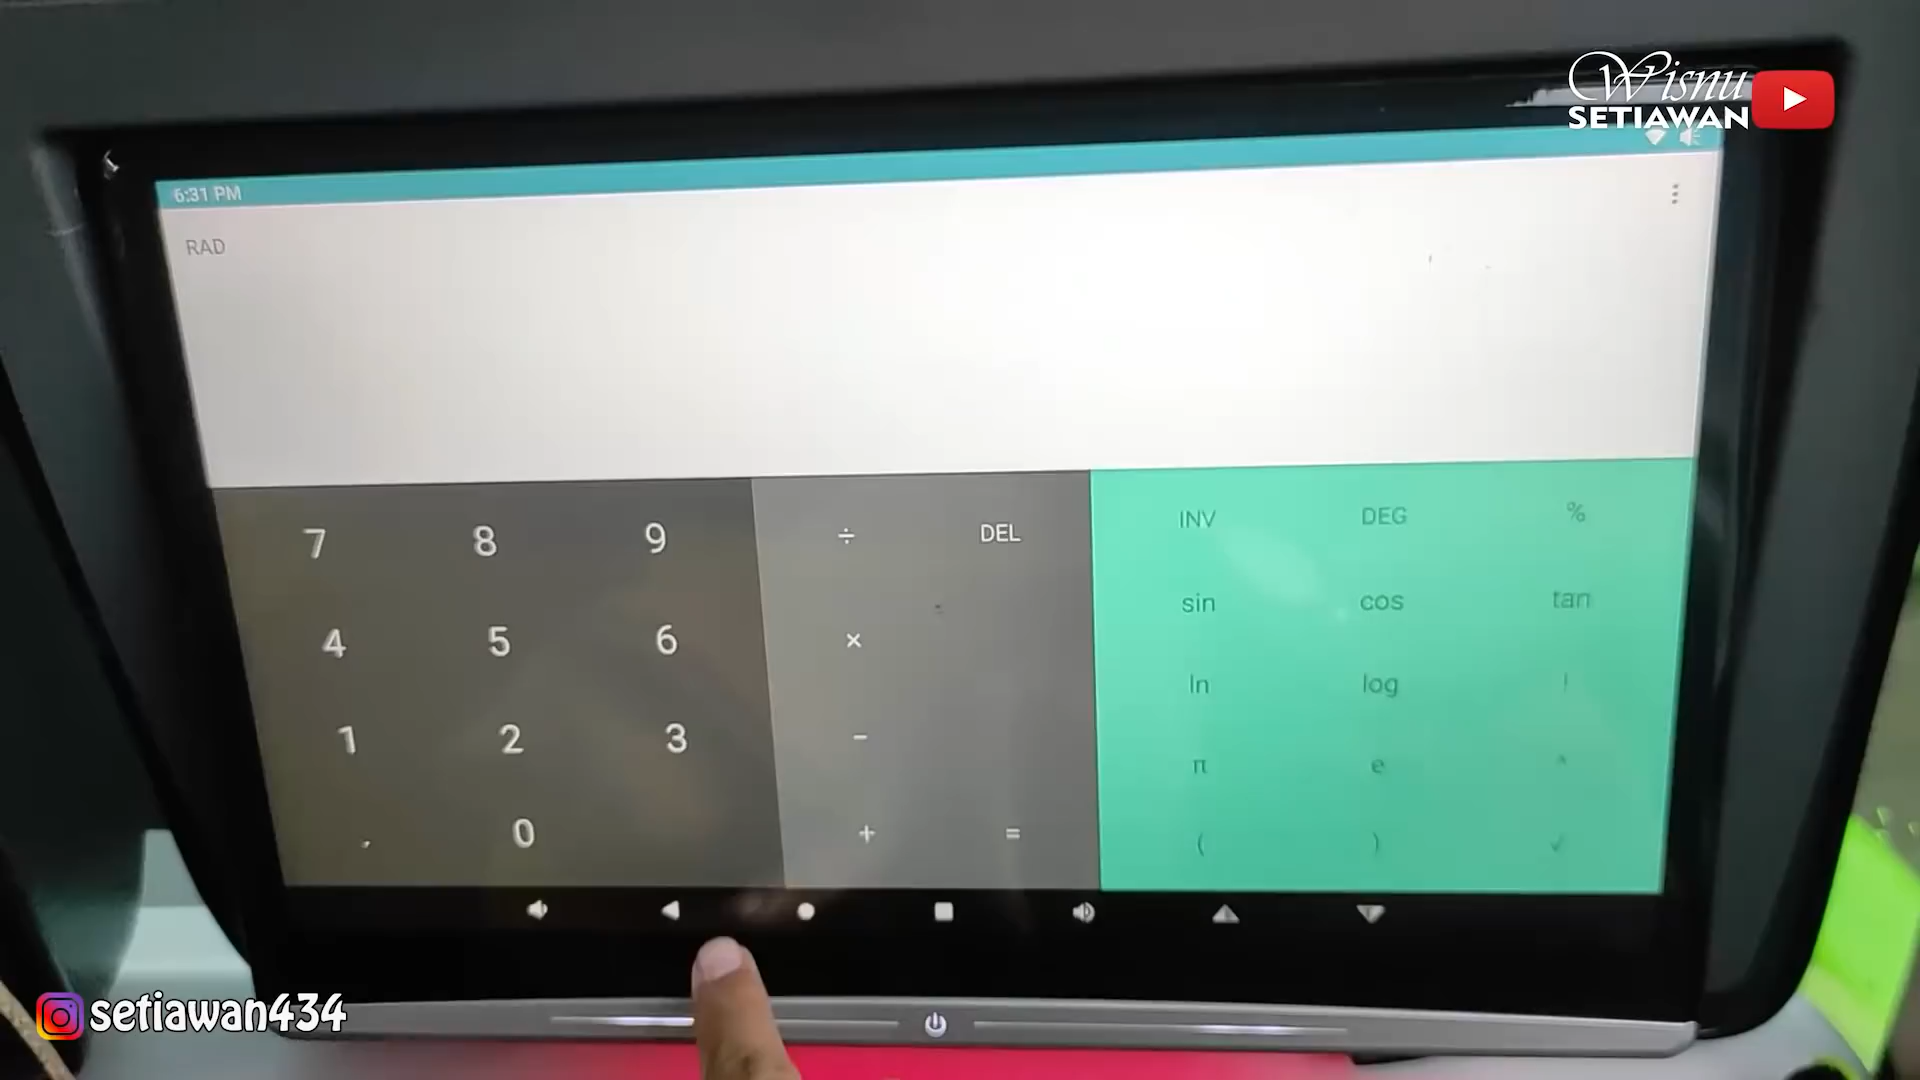 Wisnu
SETIAWAN
6:31 PM
RAD
7 8 9 ÷ DEL INV DEG %
4 5 6 × sin cos tan
1 2 3 − ln log !
. 0 + = π e ^
( ) √
setiawan434